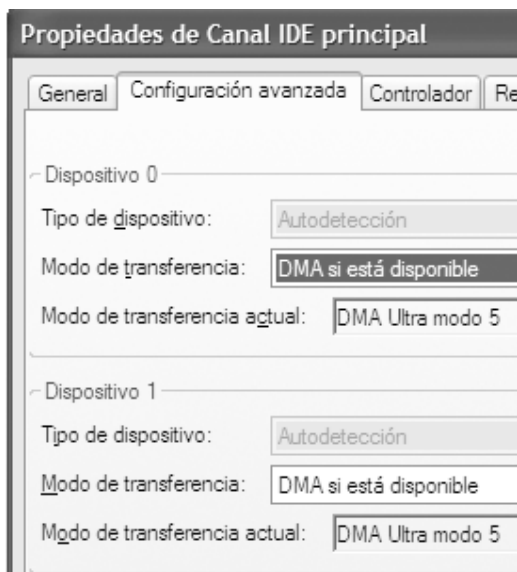 Propiedades de Canal IDE principal
General Configuración avanzada Controlador Re
Dispositivo 0
Tipo de dispositivo: Autodetección
Modo de transferencia: DMA si está disponible
Modo de transferencia actual: DMA Ultra modo 5
Dispositivo 1
Tipo de dispositivo: Autodetección
Modo de transferencia: DMA si está disponible
Modo de transferencia actual: DMA Ultra modo 5